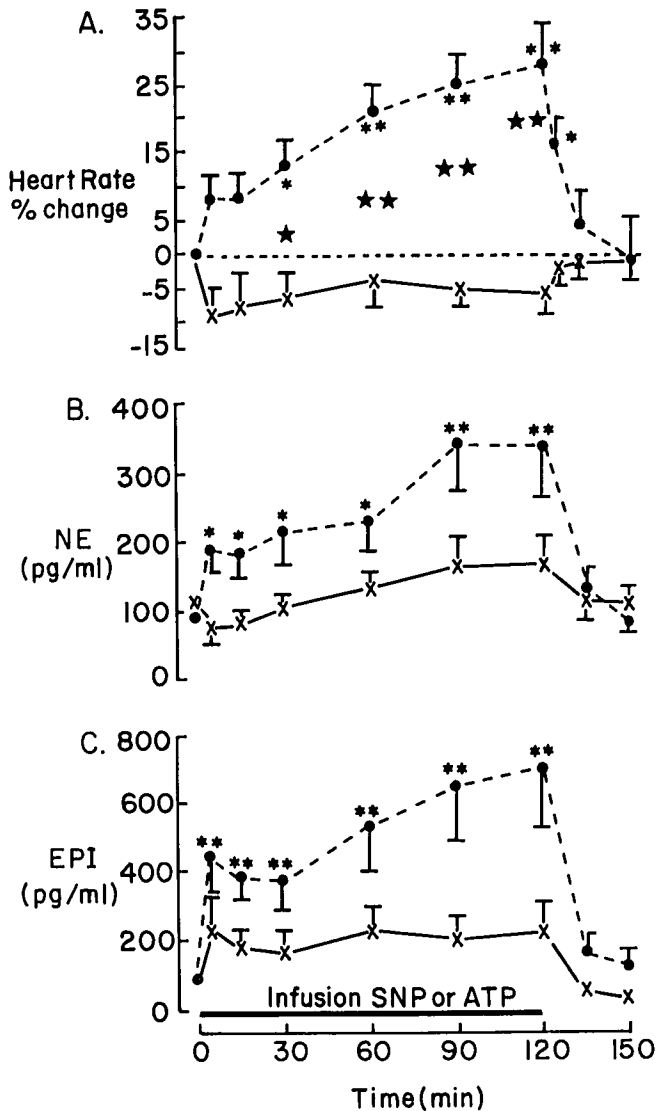 A.
35
25
15
5
0
-5
-15
Heart Rate
% change
* *
** ** *
*
★★
★★
★★
★
B.
400
300
200
100
0
NE
(pg/ml)
* * * * ** **
C.
800
600
400
200
0
EPI
(pg/ml)
** ** ** ** ** **
Infusion SNP or ATP
0 30 60 90 120 150
Time (min)